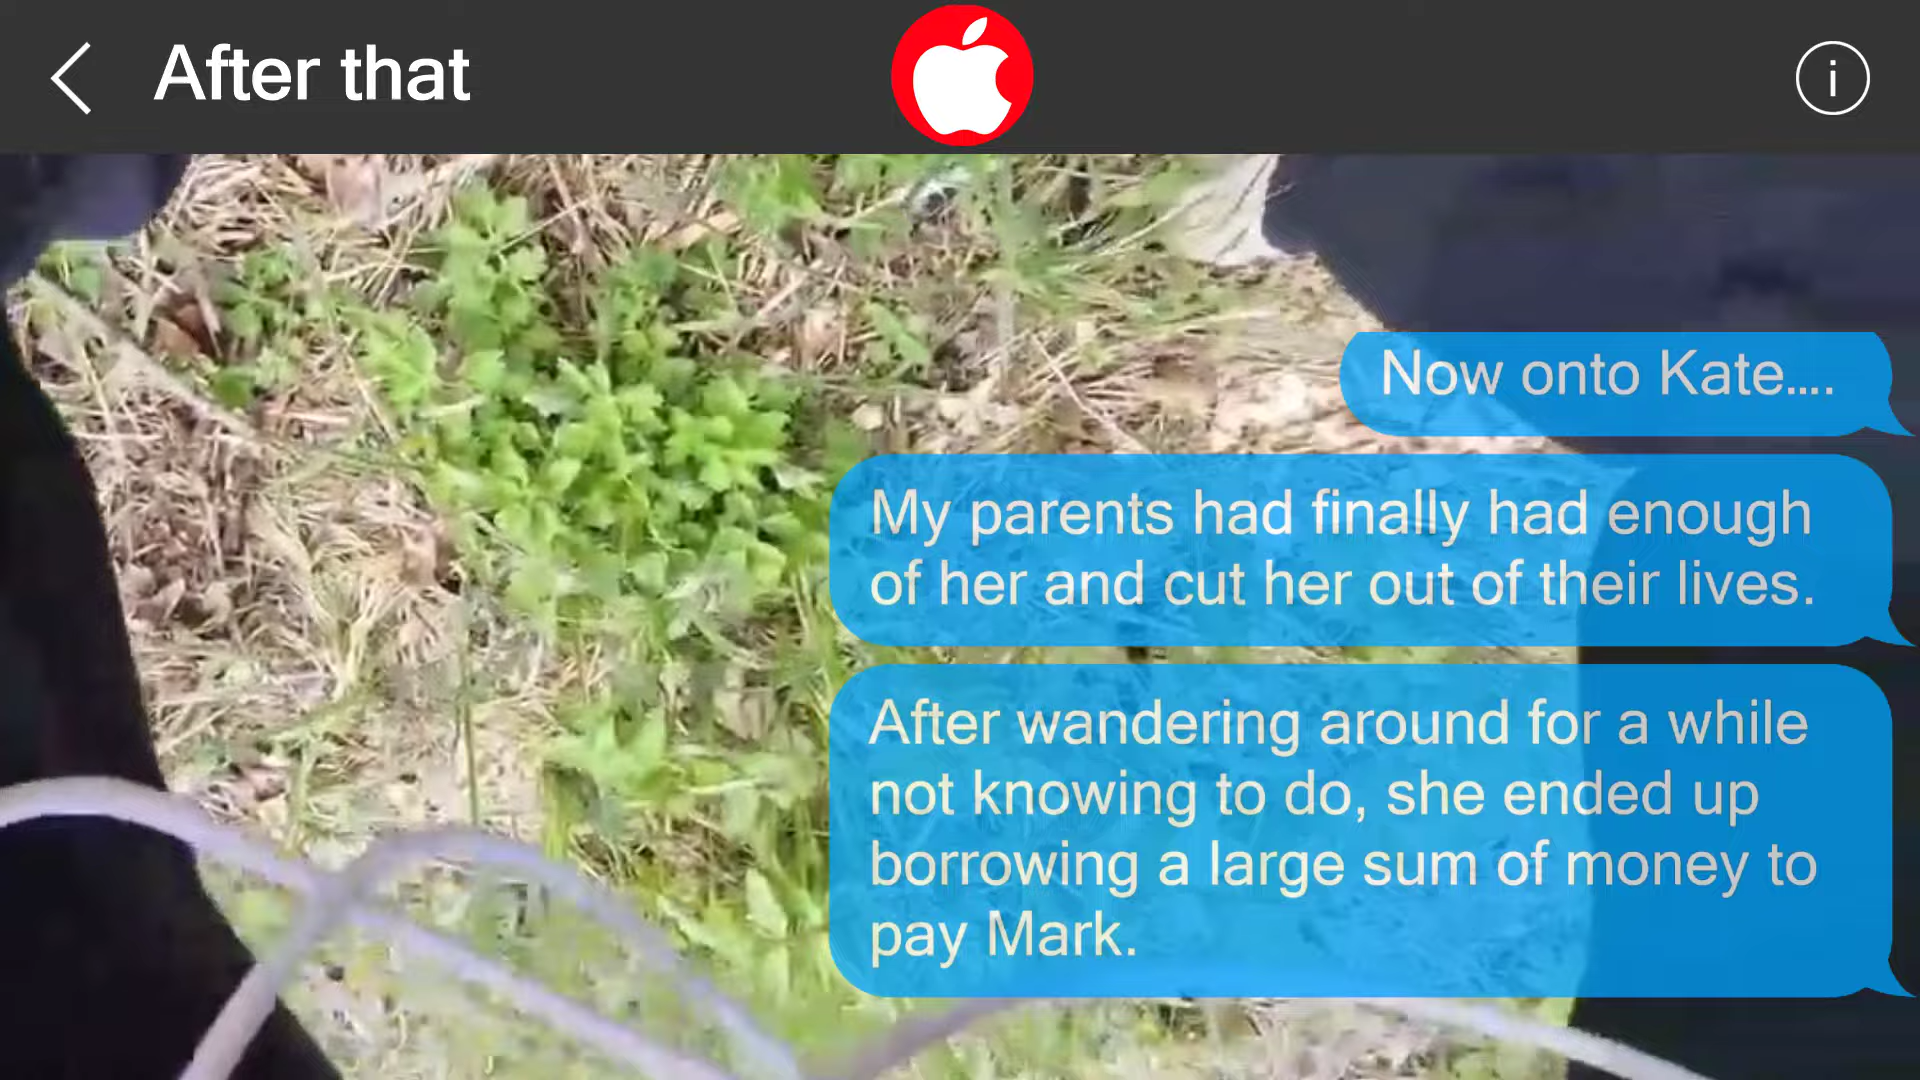 After that
Now onto Kate....
My parents had finally had enough
of her and cut her out of their lives.
After wandering around for a while
not knowing to do, she ended up
borrowing a large sum of money to
pay Mark.